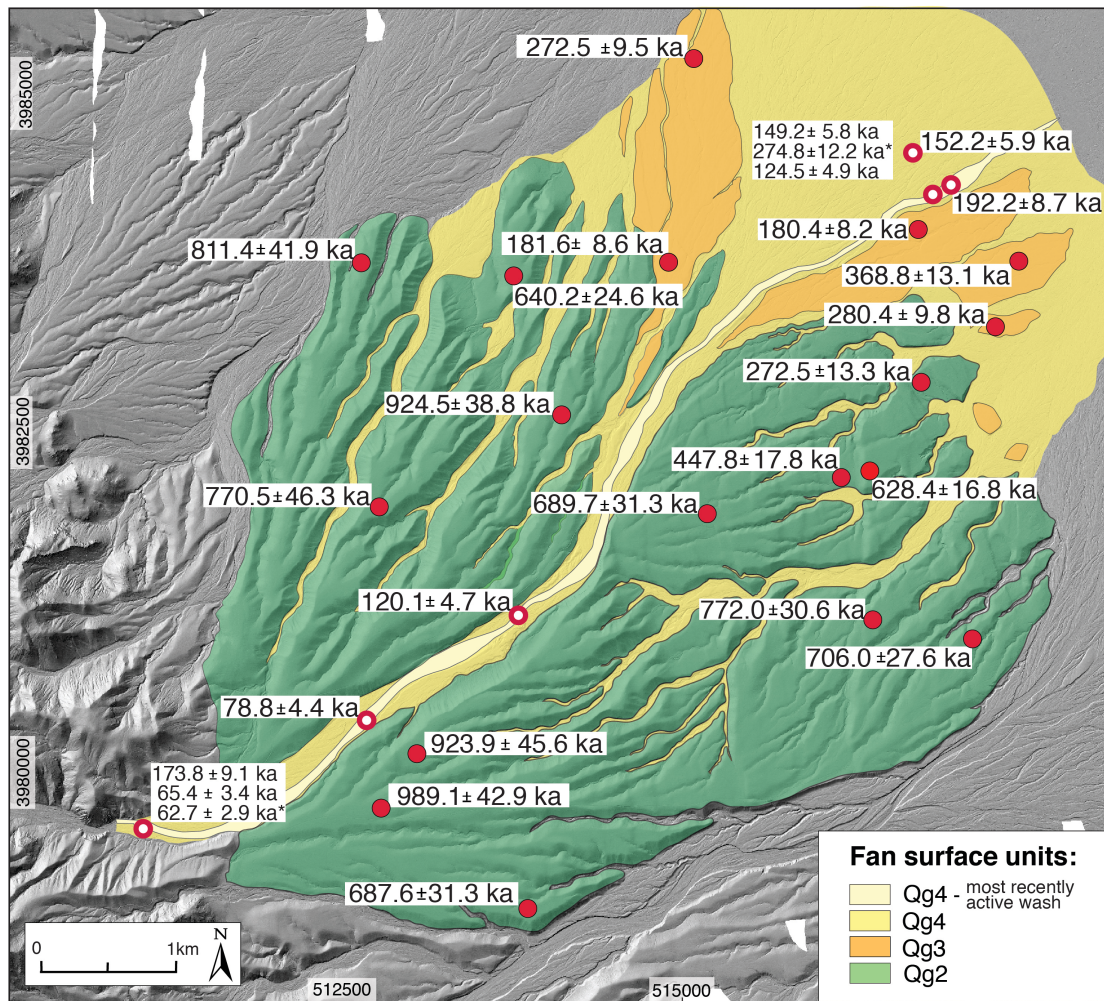 272.5 ±9.5 ka
3985000
149.2± 5.8 ka
274.8±12.2 ka*
124.5± 4.9 ka
152.2±5.9 ka
192.2±8.7 ka
180.4±8.2 ka
811.4±41.9 ka
181.6± 8.6 ka
640.2±24.6 ka
368.8±13.1 ka
280.4± 9.8 ka
272.5±13.3 ka
924.5±38.8 ka
3982500
447.8±17.8 ka
628.4±16.8 ka
770.5±46.3 ka
689.7±31.3 ka
120.1± 4.7 ka
772.0±30.6 ka
706.0±27.6 ka
78.8±4.4 ka
923.9± 45.6 ka
3980000
173.8± 9.1 ka
65.4± 3.4 ka
62.7± 2.9 ka*
989.1±42.9 ka
687.6±31.3 ka
Fan surface units:
Qg4 - most recently
active wash
Qg4
Qg3
Qg2
0 1km
N
512500
515000